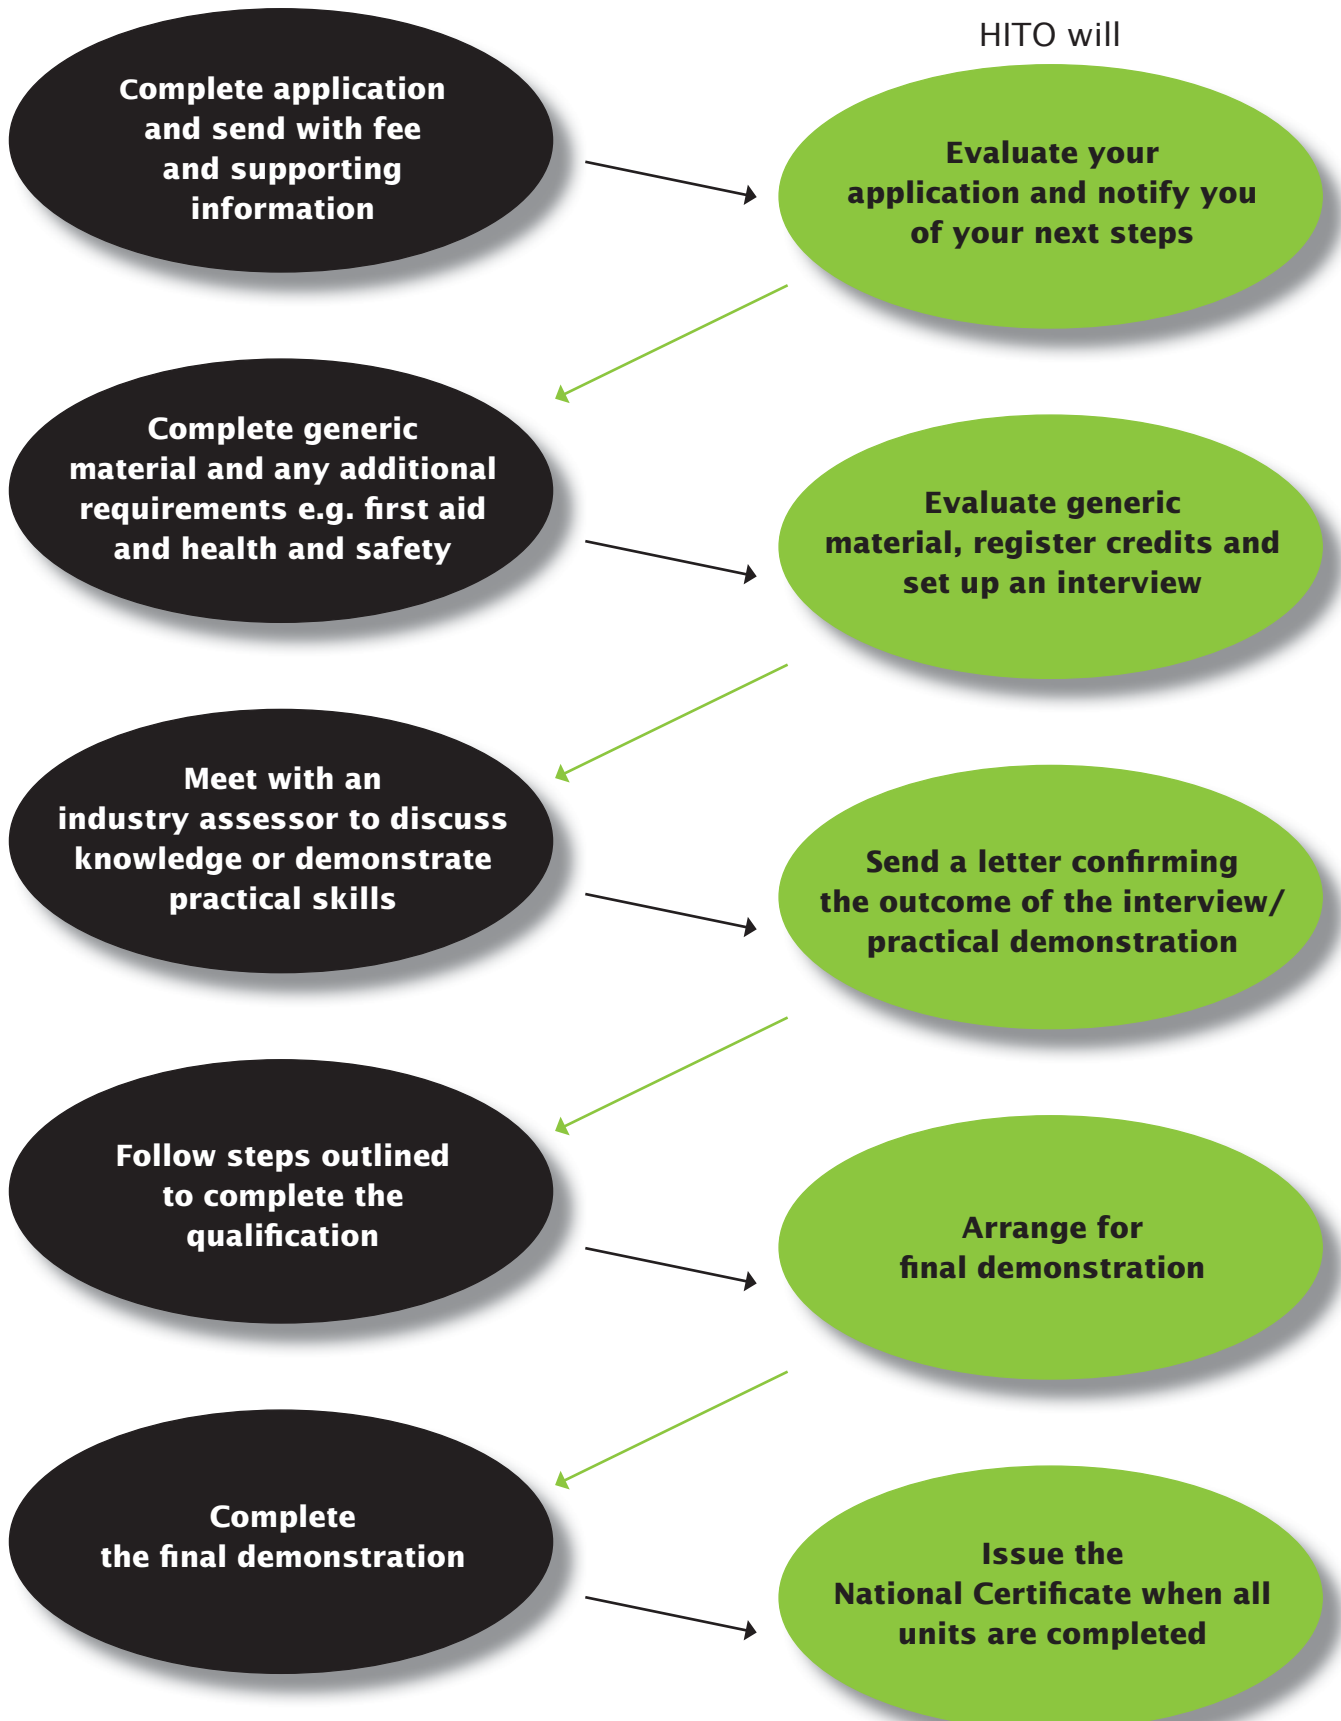 HITO will
Complete application
and send with fee
and supporting
information
Evaluate your
application and notify you
of your next steps
Complete generic
material and any additional
requirements e.g. first aid
and health and safety
Evaluate generic
material, register credits and
set up an interview
Meet with an
industry assessor to discuss
knowledge or demonstrate
practical skills
Send a letter confirming
the outcome of the interview/
practical demonstration
Follow steps outlined
to complete the
qualification
Arrange for
final demonstration
Complete
the final demonstration
Issue the
National Certificate when all
units are completed